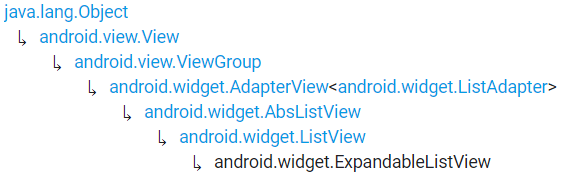 java.lang.Object
↳ android.view.View
↳ android.view.ViewGroup
↳ android.widget.AdapterView<android.widget.ListAdapter>
↳ android.widget.AbsListView
↳ android.widget.ListView
↳ android.widget.ExpandableListView